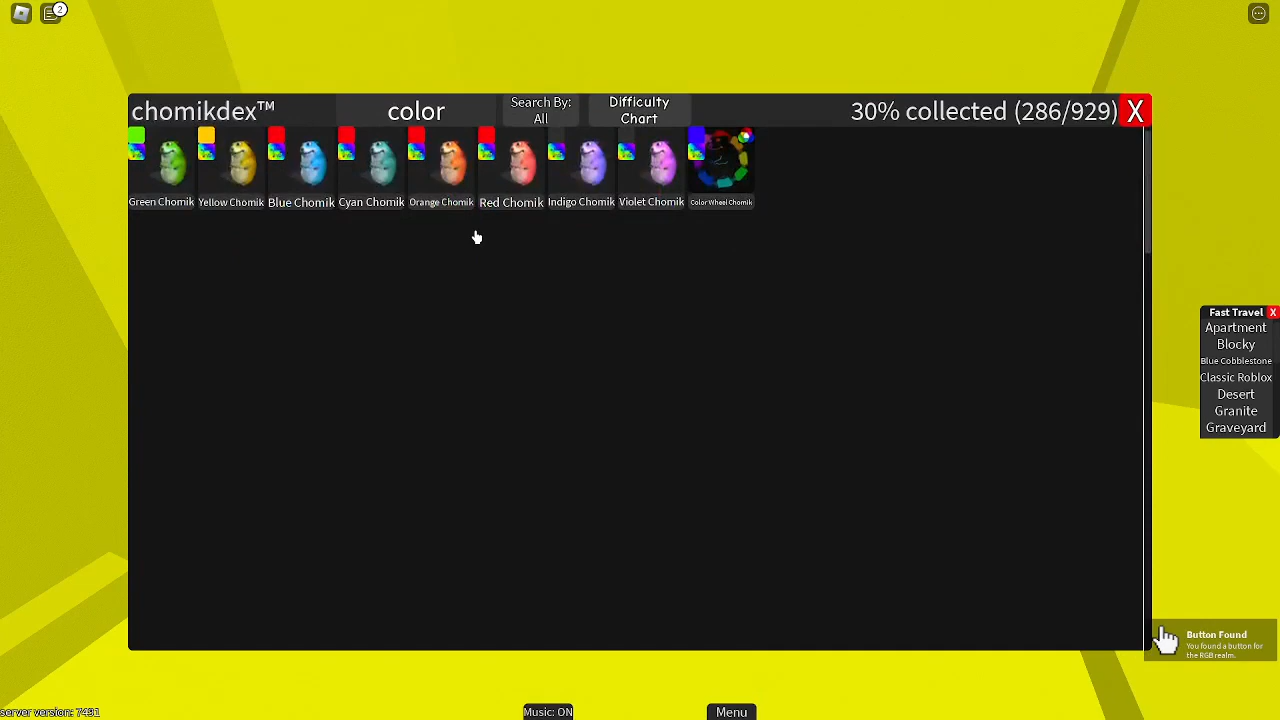 2
chomikdex™
color
Search By:
All
Difficulty
Chart
30% collected (286/929)
X
Green Chomik
Yellow Chomik
Blue Chomik
Cyan Chomik
Orange Chomik
Red Chomik
Indigo Chomik
Violet Chomik
Color Wheel Chomik
Fast Travel
X
Apartment
Blocky
Blue Cobblestone
Classic Roblox
Desert
Granite
Graveyard
Button Found
You found a button for
the RGB realm.
server version: 7431
Music: ON
Menu